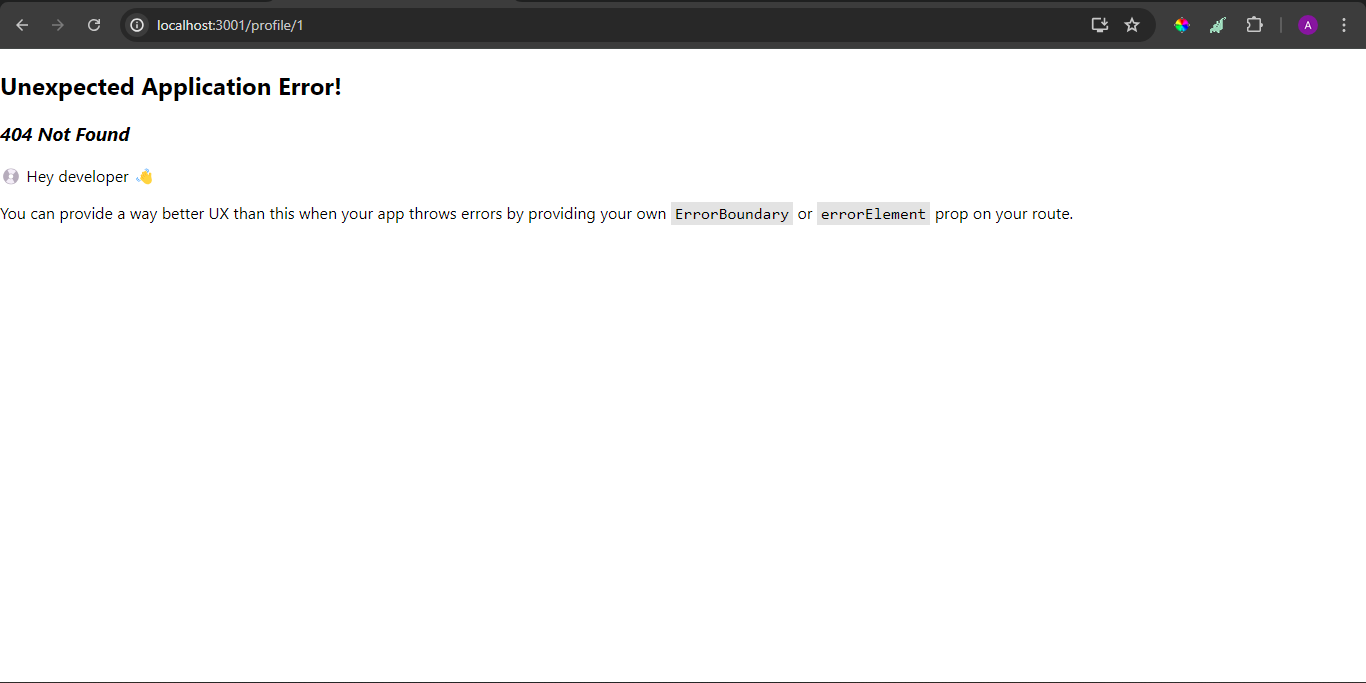 localhost:3001/profile/1
A
Unexpected Application Error!
404 Not Found
💿 Hey developer 👋
You can provide a way better UX than this when your app throws errors by providing your own ErrorBoundary or errorElement prop on your route.